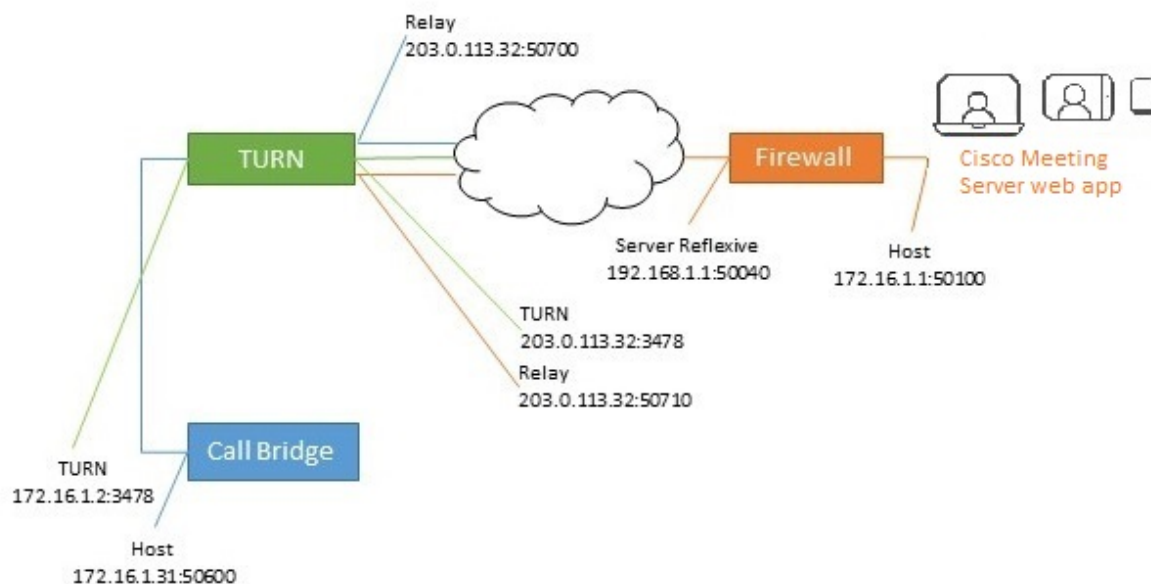 Relay
203.0.113.32:50700
TURN
Firewall
Cisco Meeting
Server web app
Server Reflexive
192.168.1.1:50040
Host
172.16.1.1:50100
TURN
203.0.113.32:3478
Relay
203.0.113.32:50710
Call Bridge
TURN
172.16.1.2:3478
Host
172.16.1.31:50600